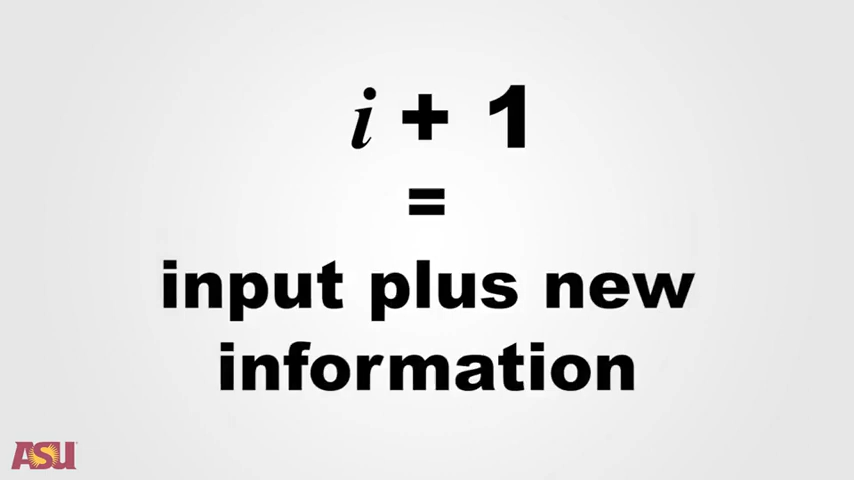 i + 1
=
input plus new
information
ASU